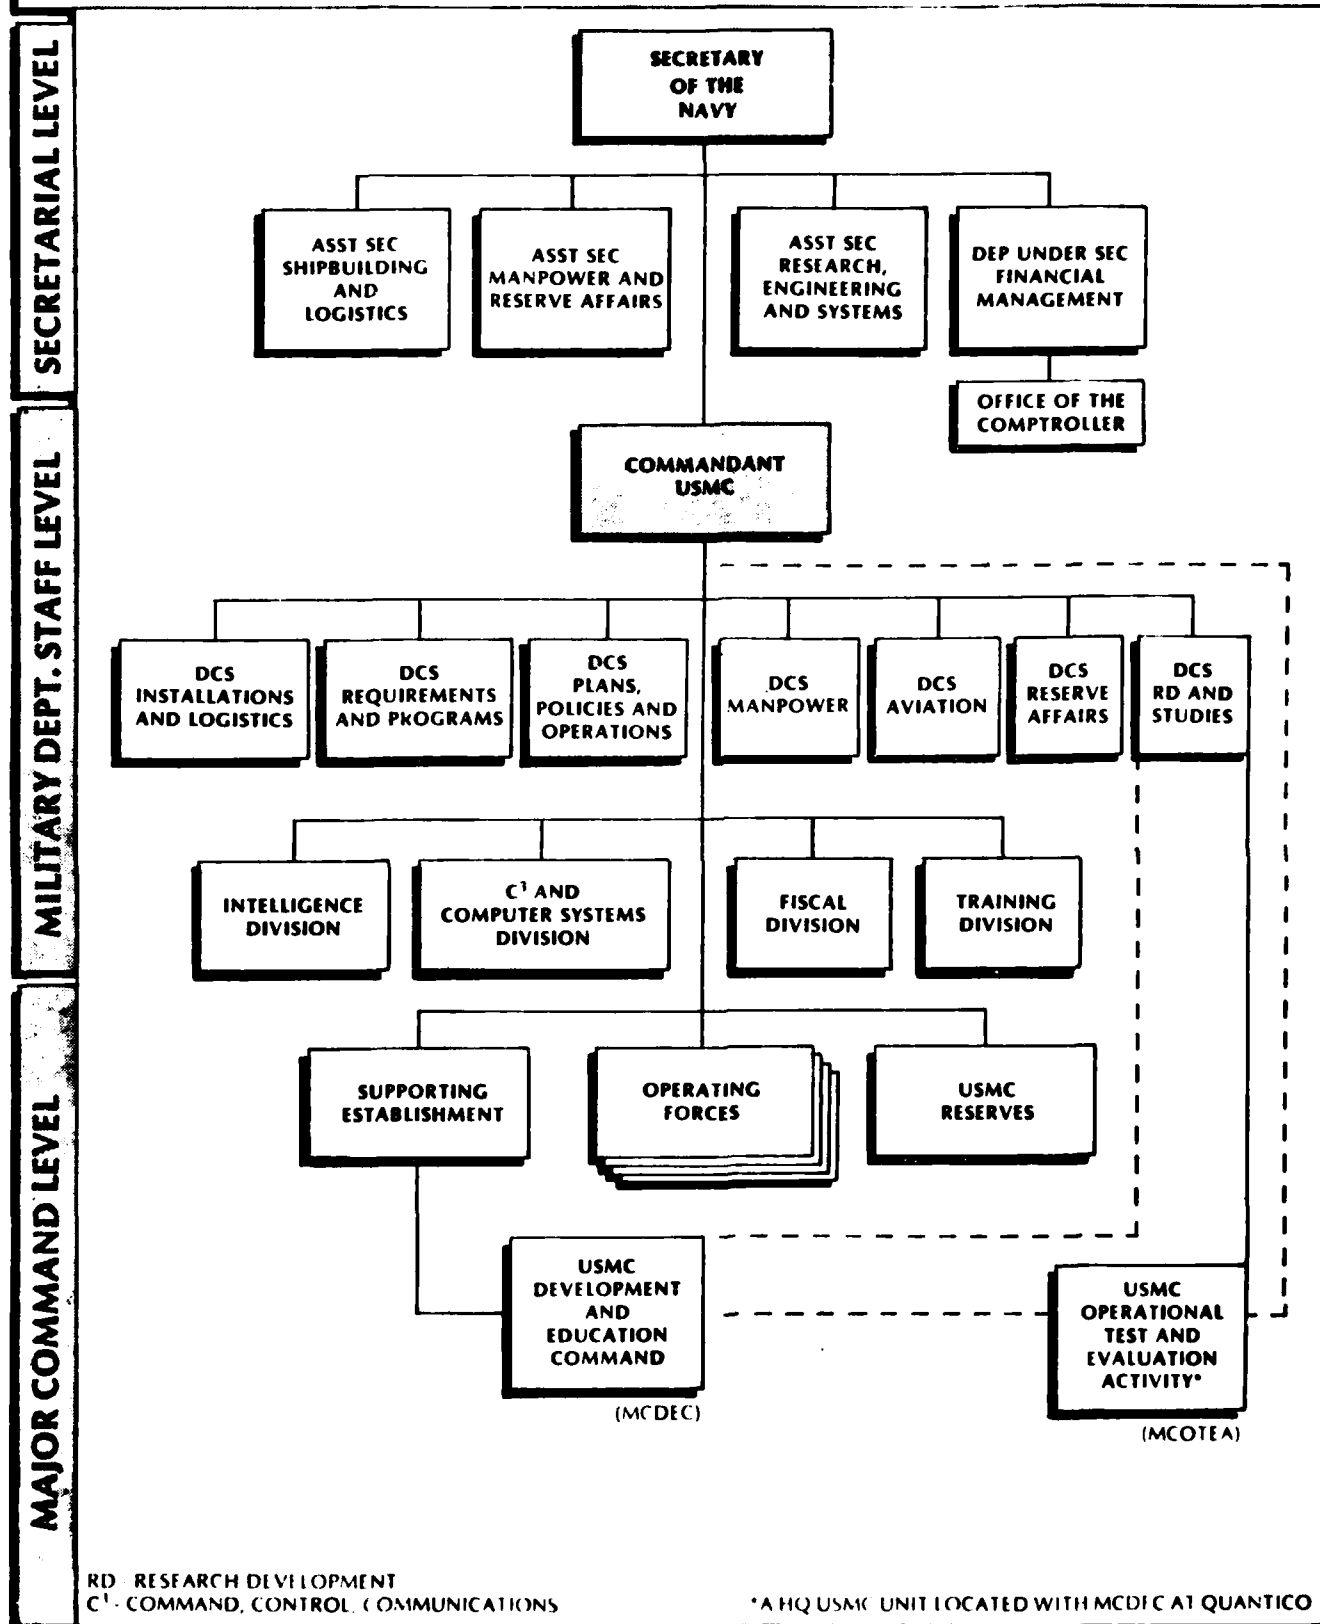 SECRETARIAL LEVEL
MILITARY DEPT. STAFF LEVEL
MAJOR COMMAND LEVEL
SECRETARY
OF THE
NAVY
ASST SEC
SHIPBUILDING
AND
LOGISTICS
ASST SEC
MANPOWER AND
RESERVE AFFAIRS
ASST SEC
RESEARCH,
ENGINEERING
AND SYSTEMS
DEP UNDER SEC
FINANCIAL
MANAGEMENT
OFFICE OF THE
COMPTROLLER
COMMANDANT
USMC
DCS
INSTALLATIONS
AND LOGISTICS
DCS
REQUIREMENTS
AND PROGRAMS
DCS
PLANS,
POLICIES AND
OPERATIONS
DCS
MANPOWER
DCS
AVIATION
DCS
RESERVE
AFFAIRS
DCS
RD AND
STUDIES
INTELLIGENCE
DIVISION
C³ AND
COMPUTER SYSTEMS
DIVISION
FISCAL
DIVISION
TRAINING
DIVISION
SUPPORTING
ESTABLISHMENT
OPERATING
FORCES
USMC
RESERVES
USMC
DEVELOPMENT
AND
EDUCATION
COMMAND
(MCDEC)
USMC
OPERATIONAL
TEST AND
EVALUATION
ACTIVITY*
(MCOTEA)
RD - RESEARCH DEVELOPMENT
C³ - COMMAND, CONTROL, COMMUNICATIONS
*A HQ USMC UNIT LOCATED WITH MCDEC AT QUANTICO